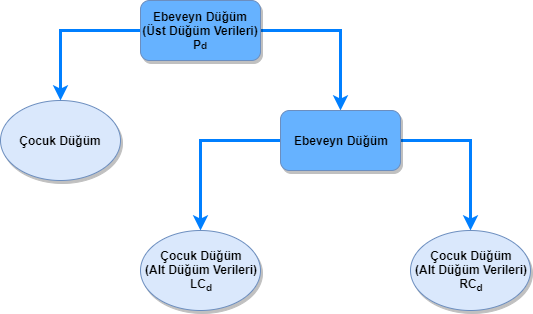 Ebeveyn Düğüm
(Üst Düğüm Verileri)
Pd
Çocuk Düğüm
Ebeveyn Düğüm
Çocuk Düğüm
(Alt Düğüm Verileri)
LCd
Çocuk Düğüm
(Alt Düğüm Verileri)
RCd